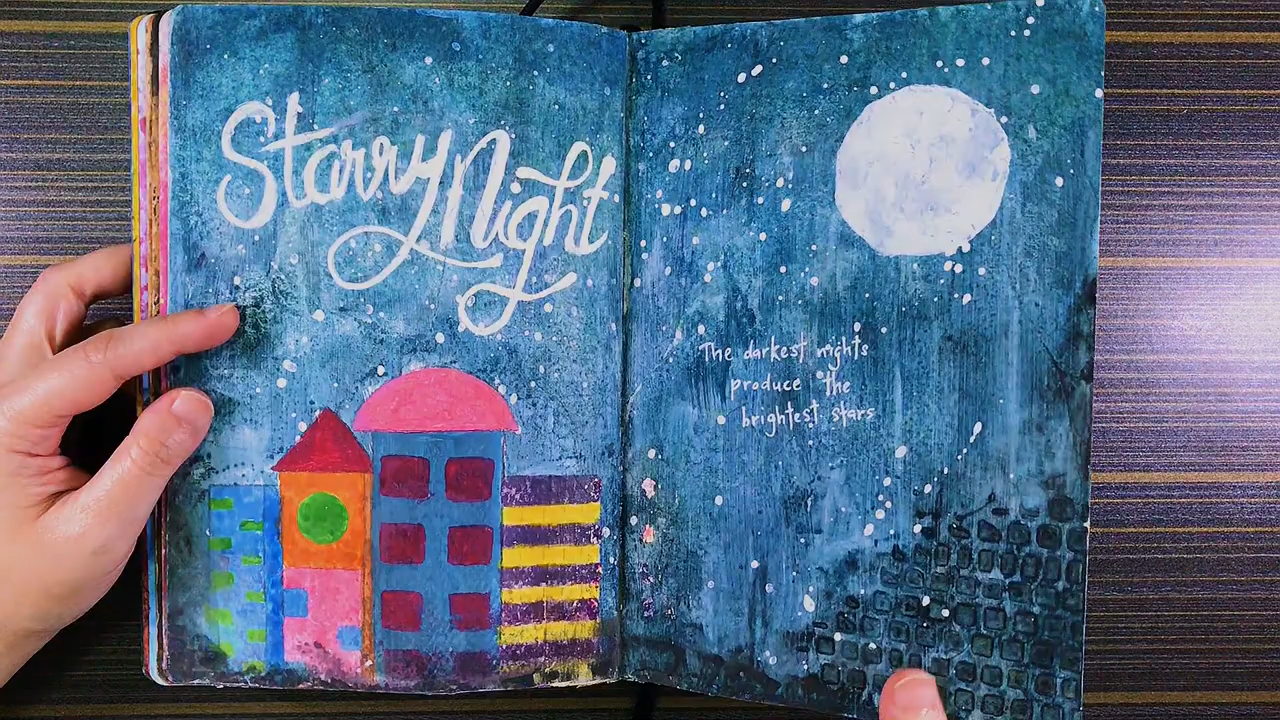 Starry Night
The darkest nights
produce the
brightest stars